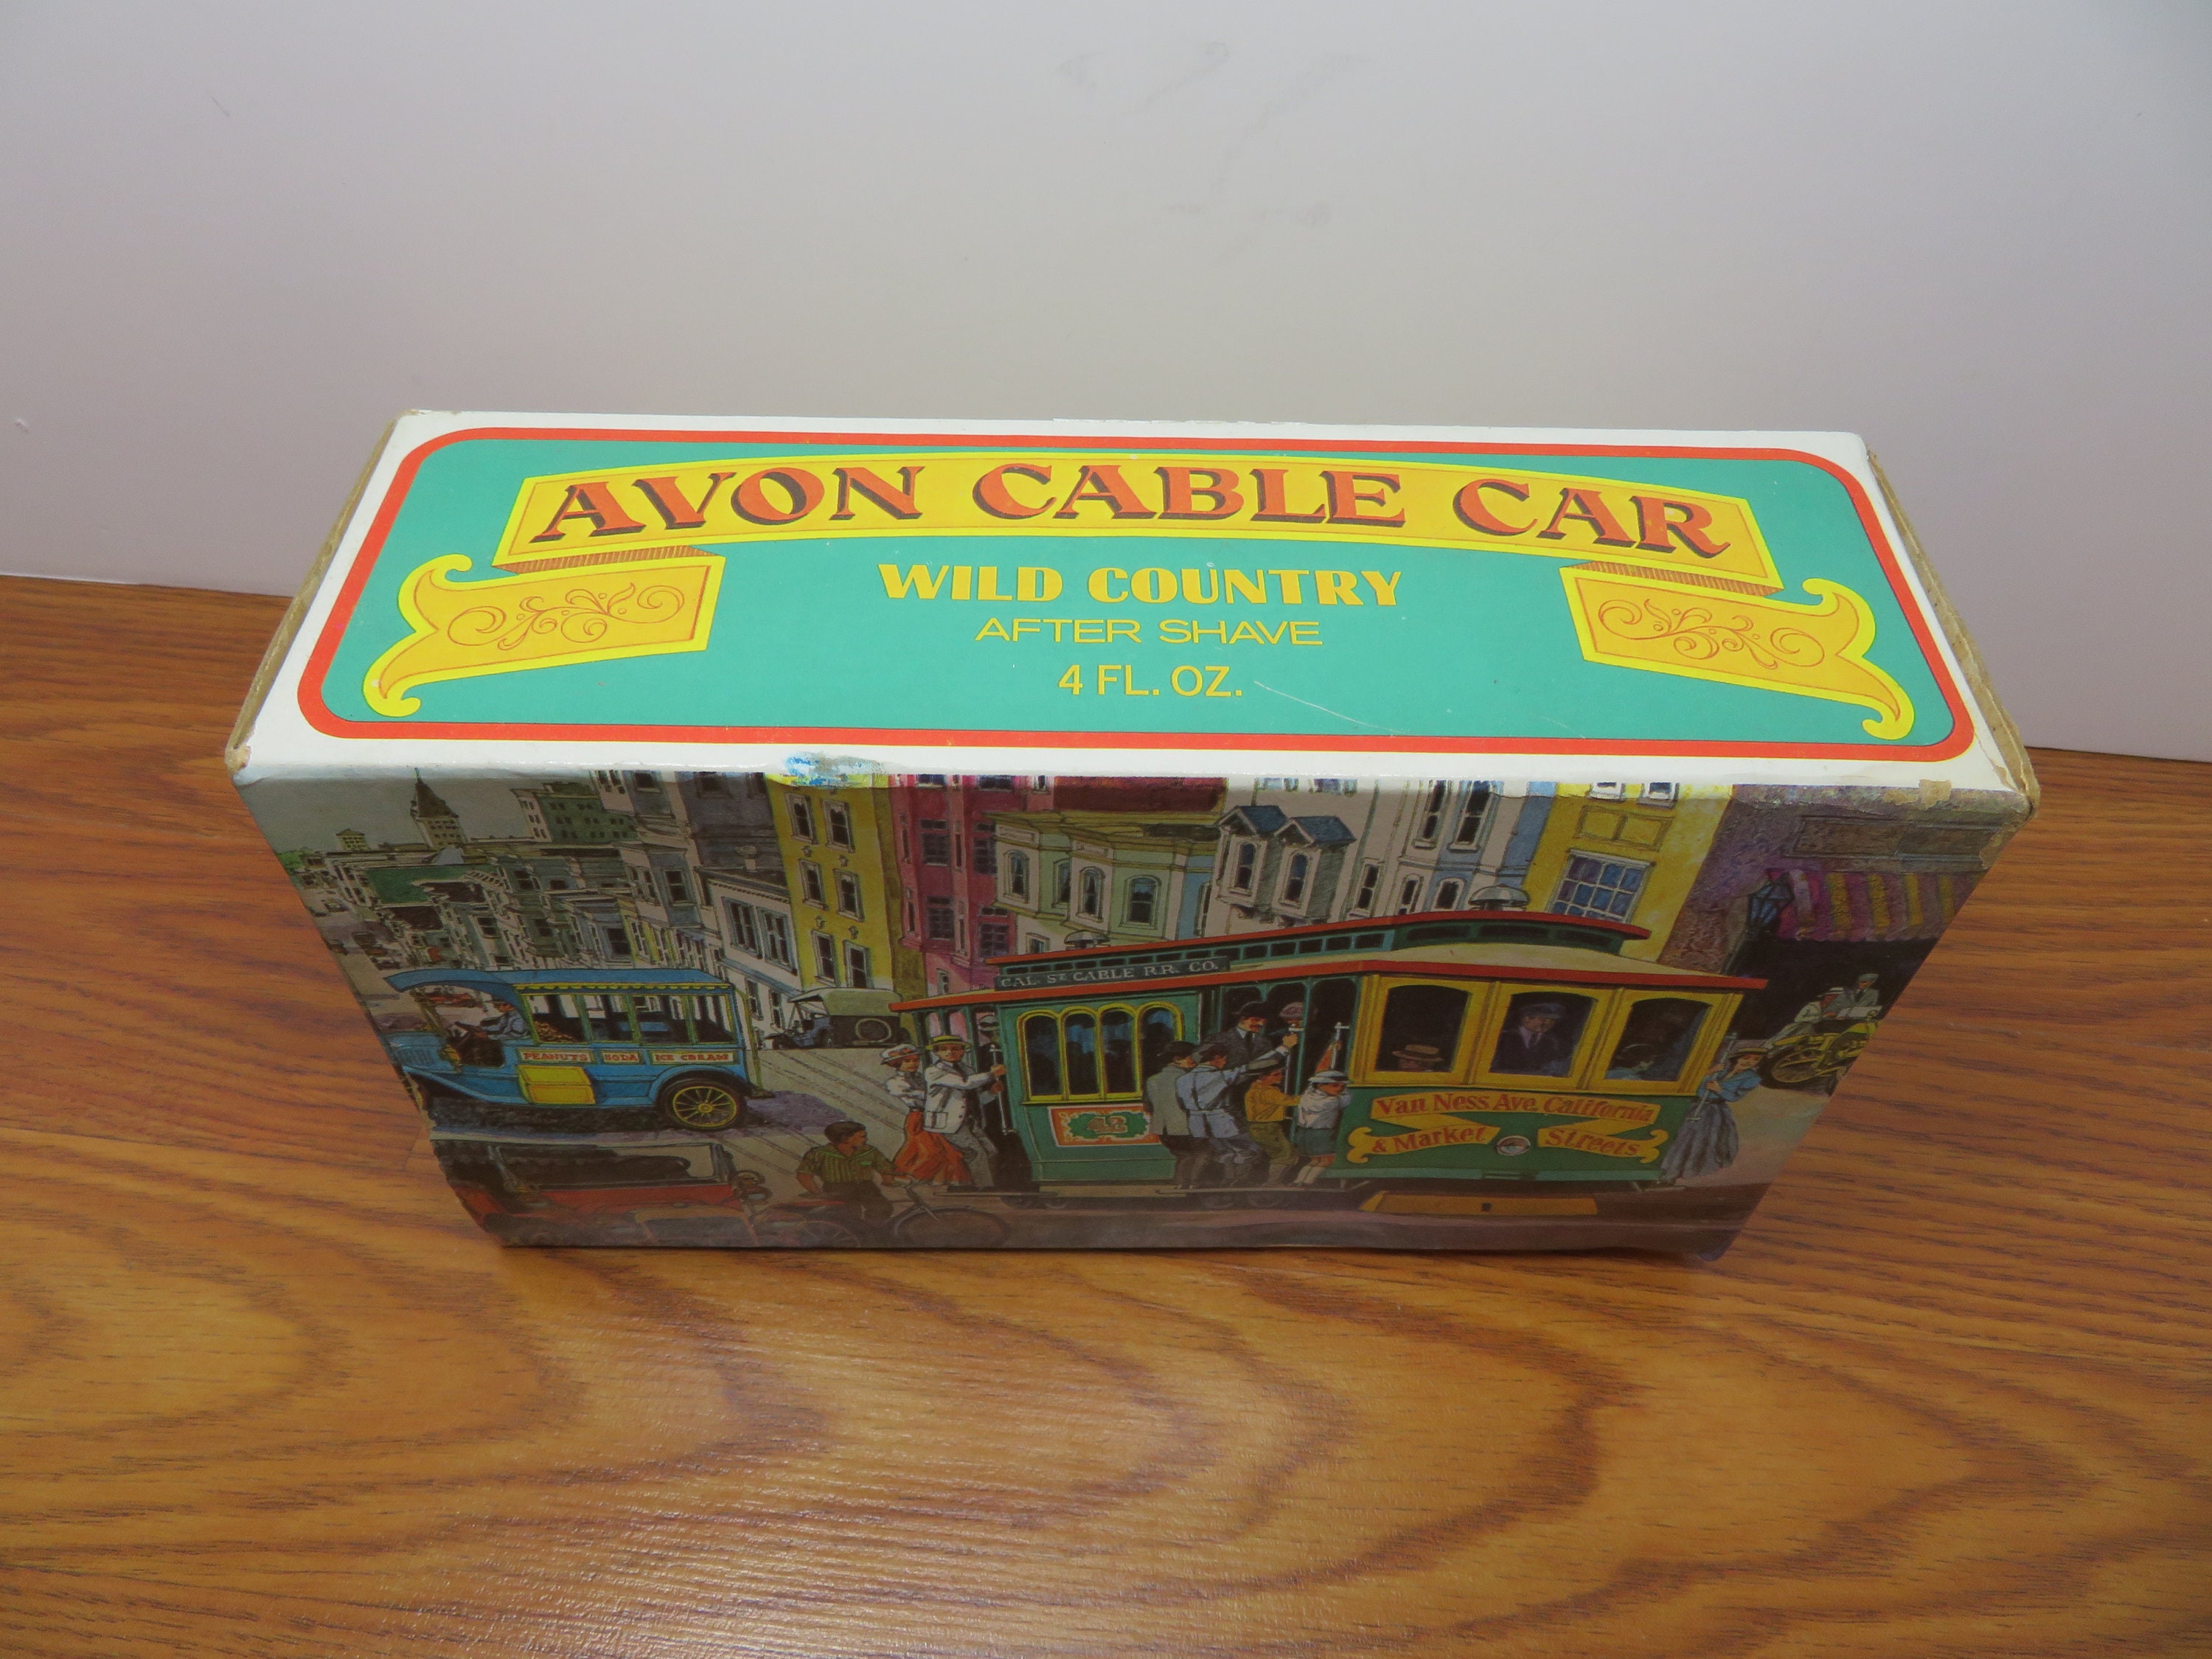 AVON CABLE CAR
WILD COUNTRY
AFTER SHAVE
4 FL. OZ.
CAL ST. CABLE R.R. CO.
PEANUTS SODA ICE CREAM
42
Van Ness Ave. California
& Market Streets